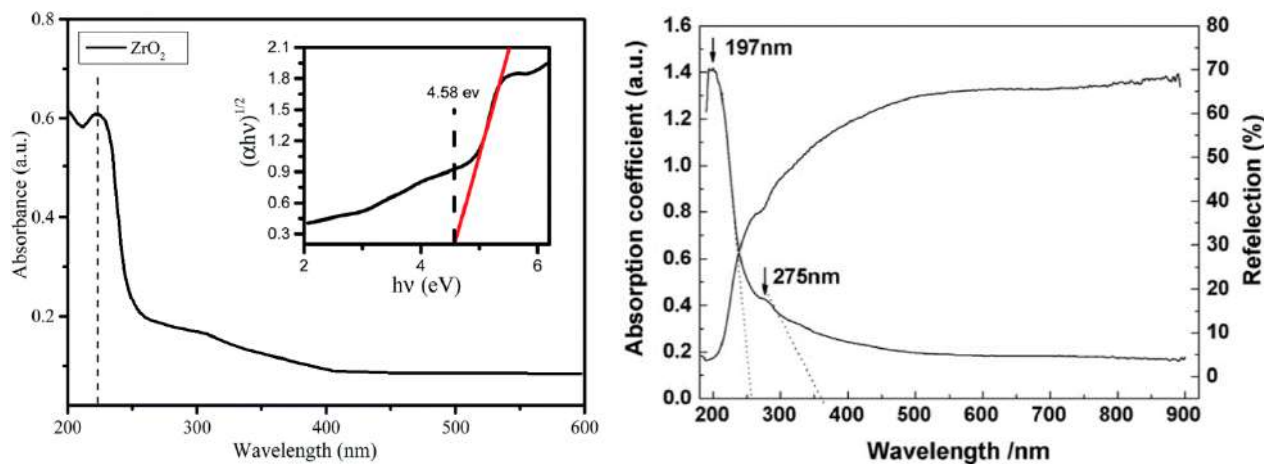 ZrO2
0.8
0.6
0.4
0.2
Absorbance (a.u.)
200 300 400 500 600
Wavelength (nm)
2.1
1.8
1.5
1.2
0.9
0.6
0.3
(αhν)1/2
4.58 ev
2 4 6
hν (eV)
1.6
1.4
1.2
1.0
0.8
0.6
0.4
0.2
0.0
Absorption coefficient (a.u.)
197nm
275nm
80
70
60
50
40
30
20
10
0
Refelection (%)
200 300 400 500 600 700 800 900
Wavelength /nm